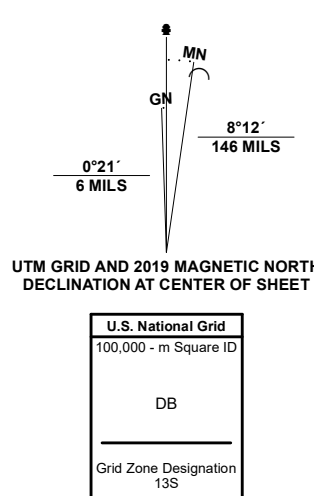 MN
GN
8°12´
146 MILS
0°21´
6 MILS
UTM GRID AND 2019 MAGNETIC NORTH
DECLINATION AT CENTER OF SHEET
U.S. National Grid
100,000 - m Square ID
DB
Grid Zone Designation
13S